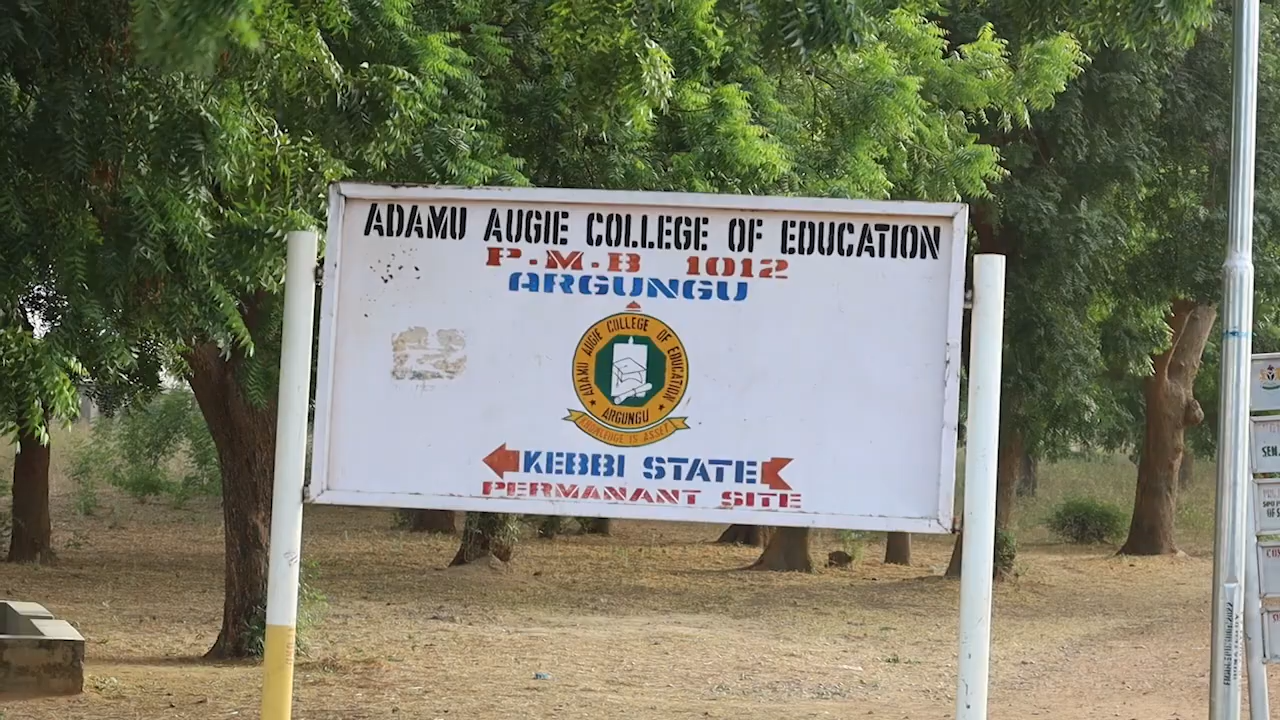 ADAMU AUGIE COLLEGE OF EDUCATION
P.M.B 1012
ARGUNGU
ADAMU AUGIE COLLEGE OF EDUCATION
ARGUNGU
KNOWLEDGE IS ASSET
KEBBI STATE
PERMANANT SITE
SEN.